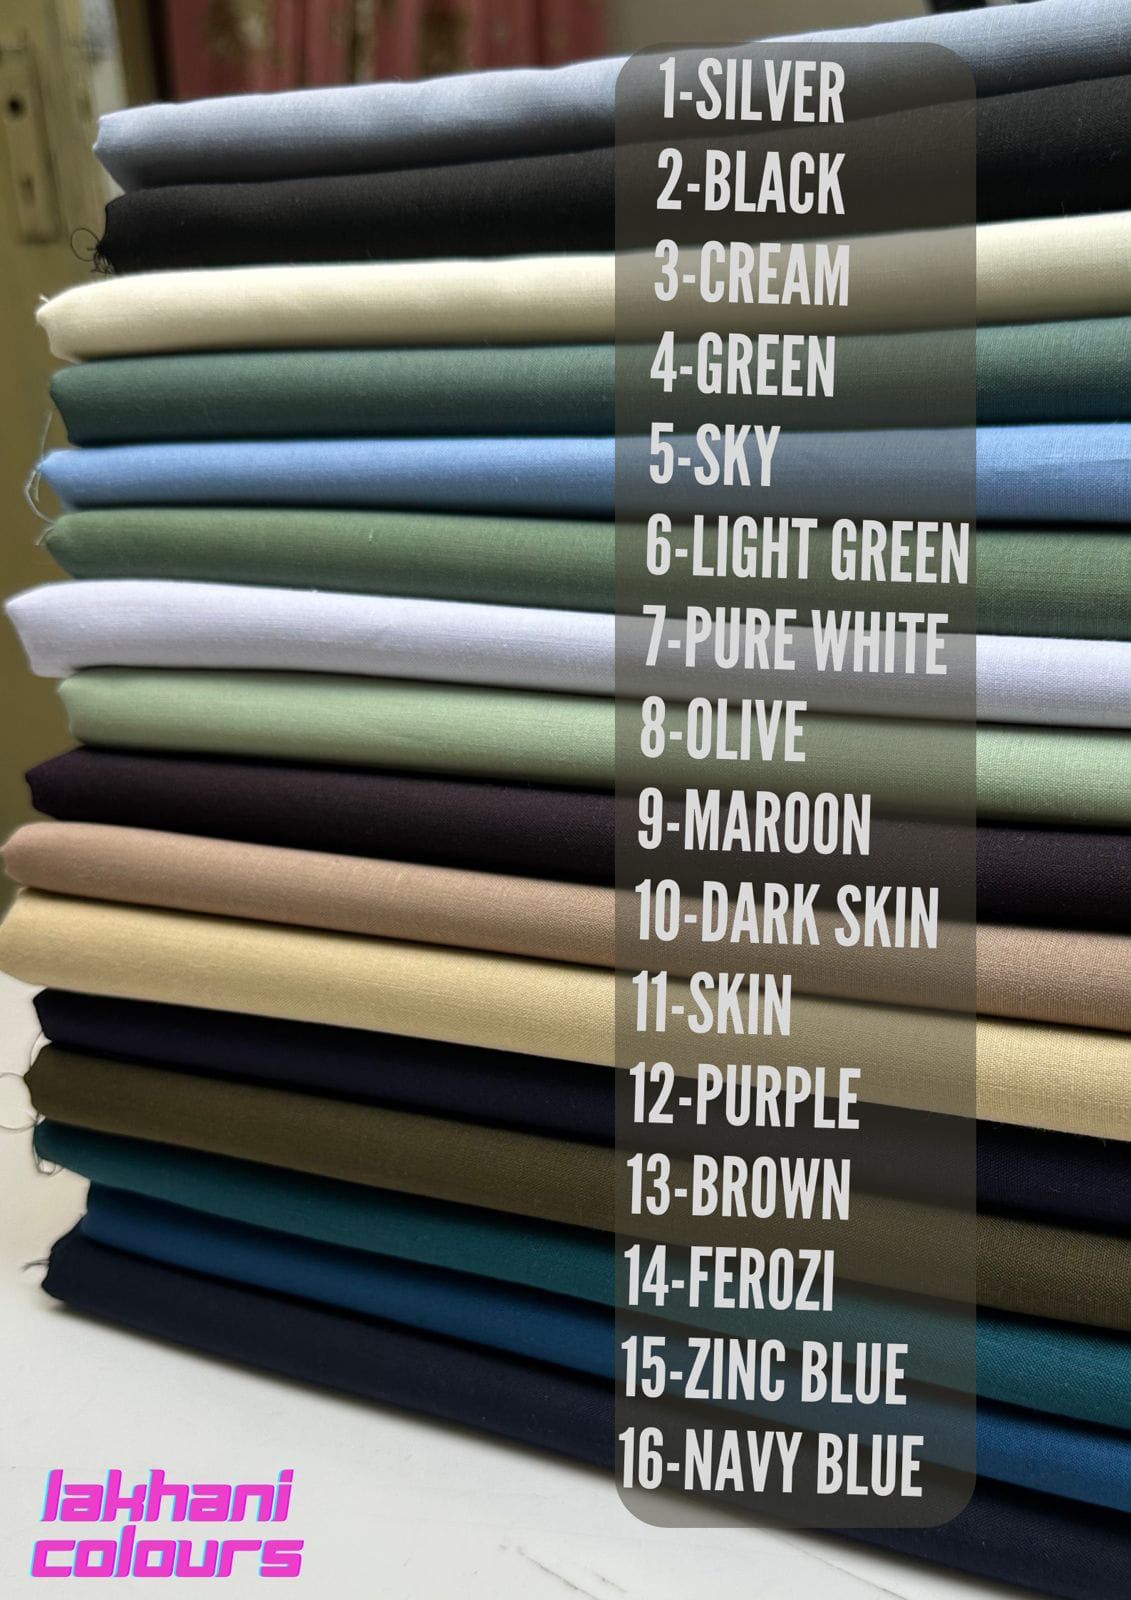 1-SILVER
2-BLACK
3-CREAM
4-GREEN
5-SKY
6-LIGHT GREEN
7-PURE WHITE
8-OLIVE
9-MAROON
10-DARK SKIN
11-SKIN
12-PURPLE
13-BROWN
14-FEROZI
15-ZINC BLUE
16-NAVY BLUE
lakhani
colours